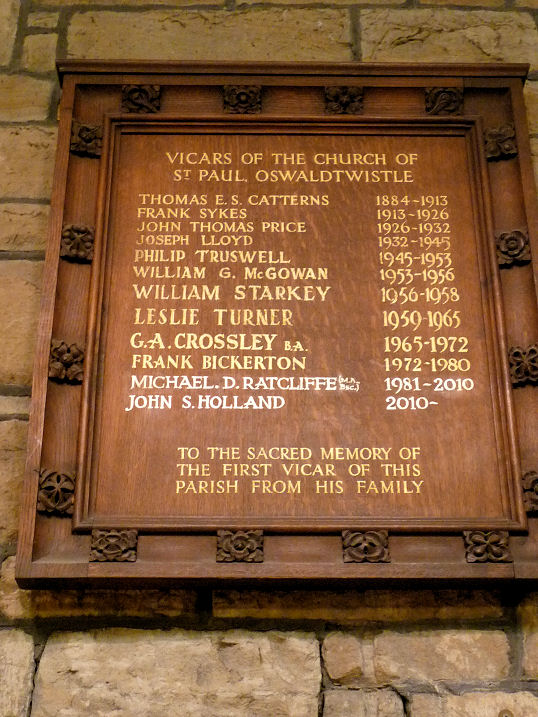 VICARS OF THE CHURCH OF
ST PAUL, OSWALDTWISTLE.
THOMAS E.S. CATTERNS 1884-1913
FRANK SYKES 1913-1926
JOHN THOMAS PRICE 1926-1932
JOSEPH LLOYD 1932-1945
PHILIP TRUSWELL 1945-1953
WILLIAM G. McGOWAN 1953-1956
WILLIAM STARKEY 1956-1958
LESLIE TURNER 1959-1965
G.A. CROSSLEY B.A. 1965-1972
FRANK BICKERTON 1972-1980
MICHAEL. D. RATCLIFFE 1981-2010
JOHN S. HOLLAND 2010-
TO THE SACRED MEMORY OF
THE FIRST VICAR OF THIS
PARISH FROM HIS FAMILY